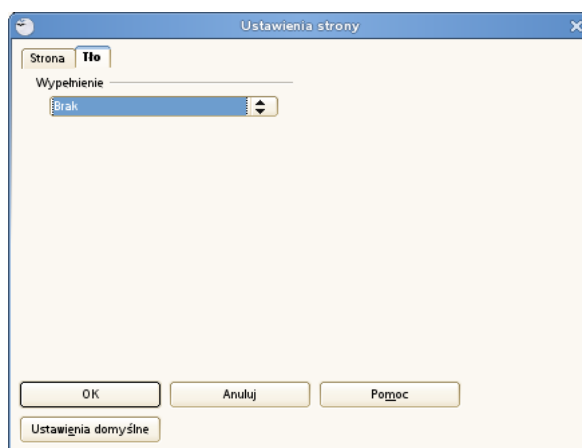 Ustawienia strony
Strona Tło
Wypełnienie
Brak
OK Anuluj Pomoc
Ustawienia domyślne